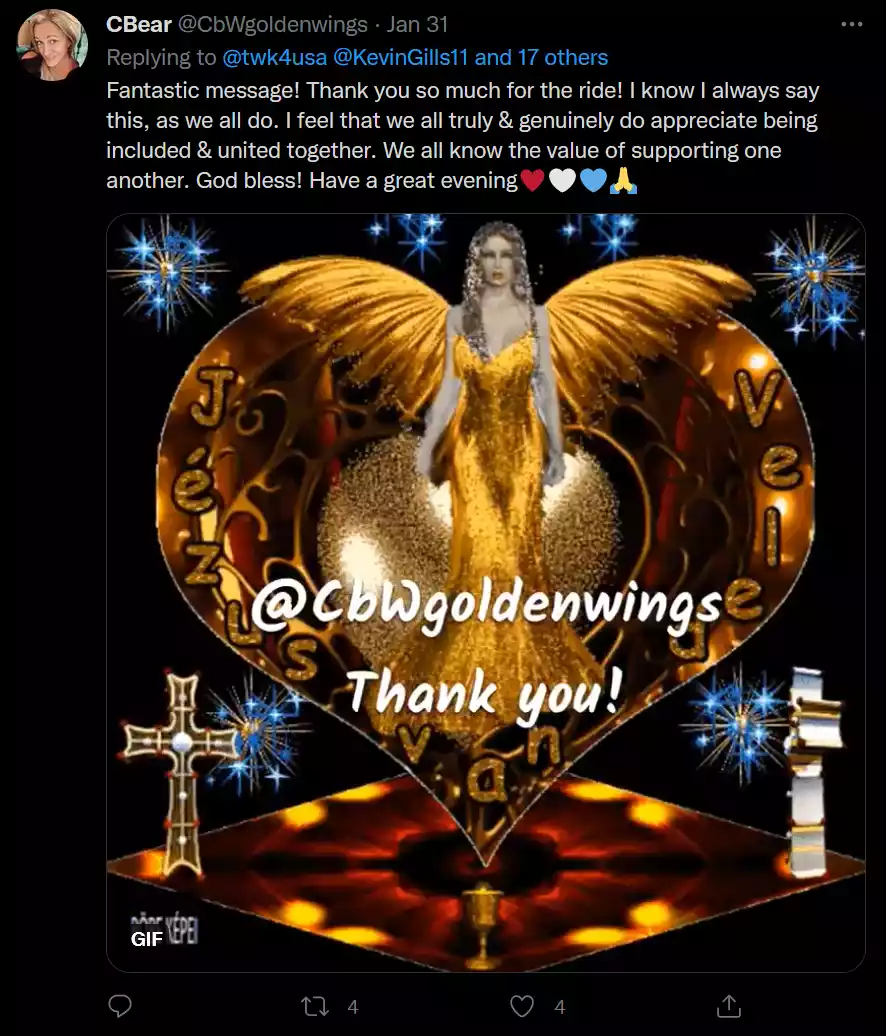 CBear @CbWgoldenwings · Jan 31
Replying to @twk4usa @KevinGills11 and 17 others
Fantastic message! Thank you so much for the ride! I know I always say
this, as we all do. I feel that we all truly & genuinely do appreciate being
included & united together. We all know the value of supporting one
another. God bless! Have a great evening❤️🤍💙🙏
Jézus
Veled
van
@CbWgoldenwings
Thank you!
KÉPEI
GIF
4
4